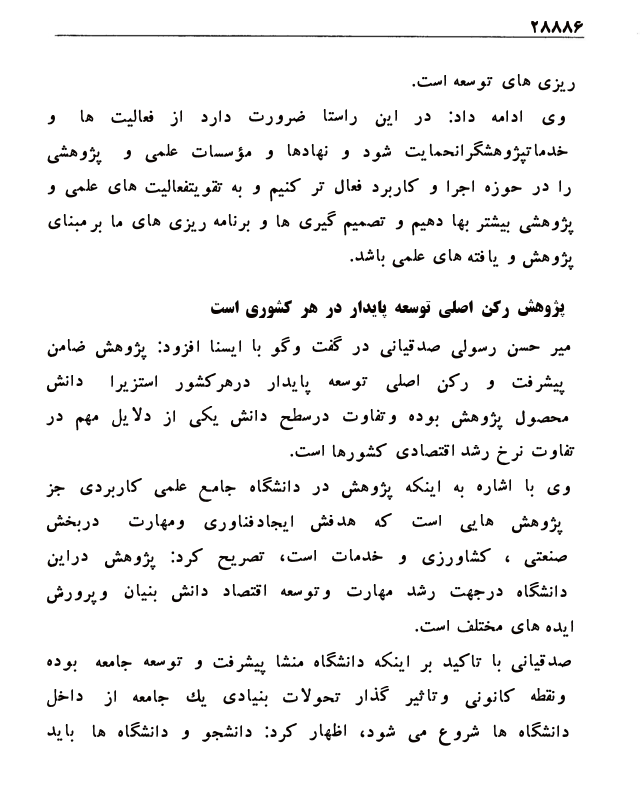 ۲۸۸۸۶
ریزی های توسعه است.
وی ادامه داد: در این راستا ضرورت دارد از فعالیت ها و
خدماتپژوهشگرانحمایت شود و نهادها و مؤسسات علمی و پژوهشی
را در حوزه اجرا و کاربرد فعال تر کنیم و به تقویتفعالیت های علمی و
پژوهشی بیشتر بها دهیم و تصمیم گیری ها و برنامه ریزی های ما بر مبنای
پژوهش و یافته های علمی باشد.
پژوهش رکن اصلی توسعه پایدار در هر کشوری است
میر حسن رسولی صدقیانی در گفت وگو با ایسنا افزود: پژوهش ضامن
پیشرفت و رکن اصلی توسعه پایدار درهرکشور استزیرا دانش
محصول پژوهش بوده وتفاوت درسطح دانش یکی از دلایل مهم در
تفاوت نرخ رشد اقتصادی کشورها است.
وی با اشاره به اینکه پژوهش در دانشگاه جامع علمی کاربردی جز
پژوهش هایی است که هدفش ایجادفناوری ومهارت دربخش
صنعتی ، کشاورزی و خدمات است، تصریح کرد: پژوهش دراین
دانشگاه درجهت رشد مهارت وتوسعه اقتصاد دانش بنیان وپرورش
ایده های مختلف است.
صدقیانی با تاکید بر اینکه دانشگاه منشا پیشرفت و توسعه جامعه بوده
ونقطه کانونی وتاثیر گذار تحولات بنیادی یك جامعه از داخل
دانشگاه ها شروع می شود، اظهار کرد: دانشجو و دانشگاه ها باید